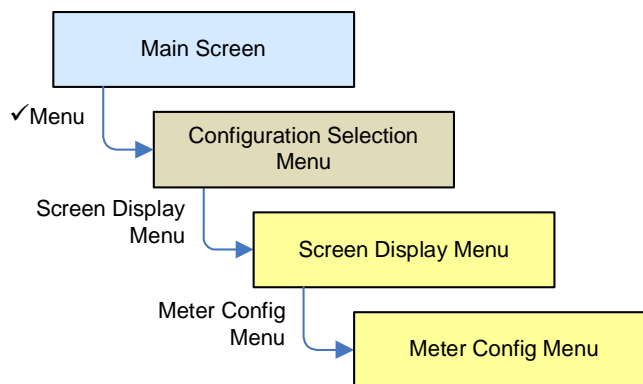 Main Screen
✓Menu
Configuration Selection
Menu
Screen Display
Menu
Screen Display Menu
Meter Config
Menu
Meter Config Menu